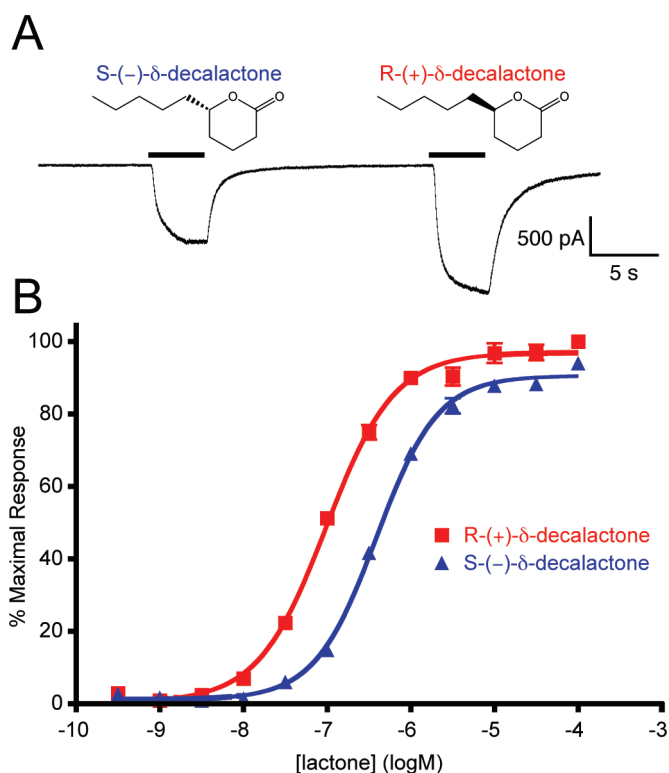 A
S-(−)-δ-decalactone
R-(+)-δ-decalactone
O
O
O
O
500 pA
5 s
B
100
80
60
40
20
0
% Maximal Response
R-(+)-δ-decalactone
S-(−)-δ-decalactone
-10
-9
-8
-7
-6
-5
-4
-3
[lactone] (logM)